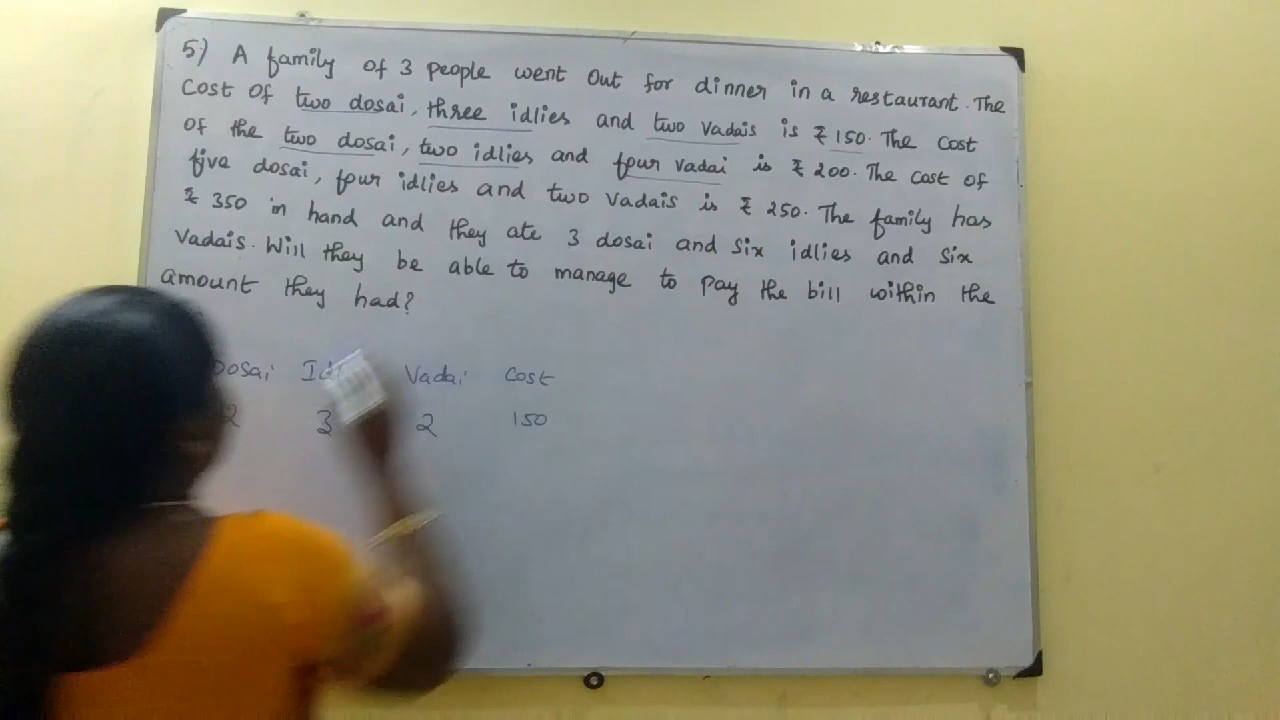 5) A family of 3 people went out for dinner in a restaurant. The
Cost of two dosai, three idlies and two vadais is ₹ 150. The cost
of the two dosai, two idlies and four vadai is ₹ 200. The cost of
five dosai, four idlies and two vadais is ₹ 250. The family has
₹ 350 in hand and they ate 3 dosai and six idlies and six
Vadais. Will they be able to manage to pay the bill within the
amount they had?
Dosai Vadai Cost
2 3 2 150